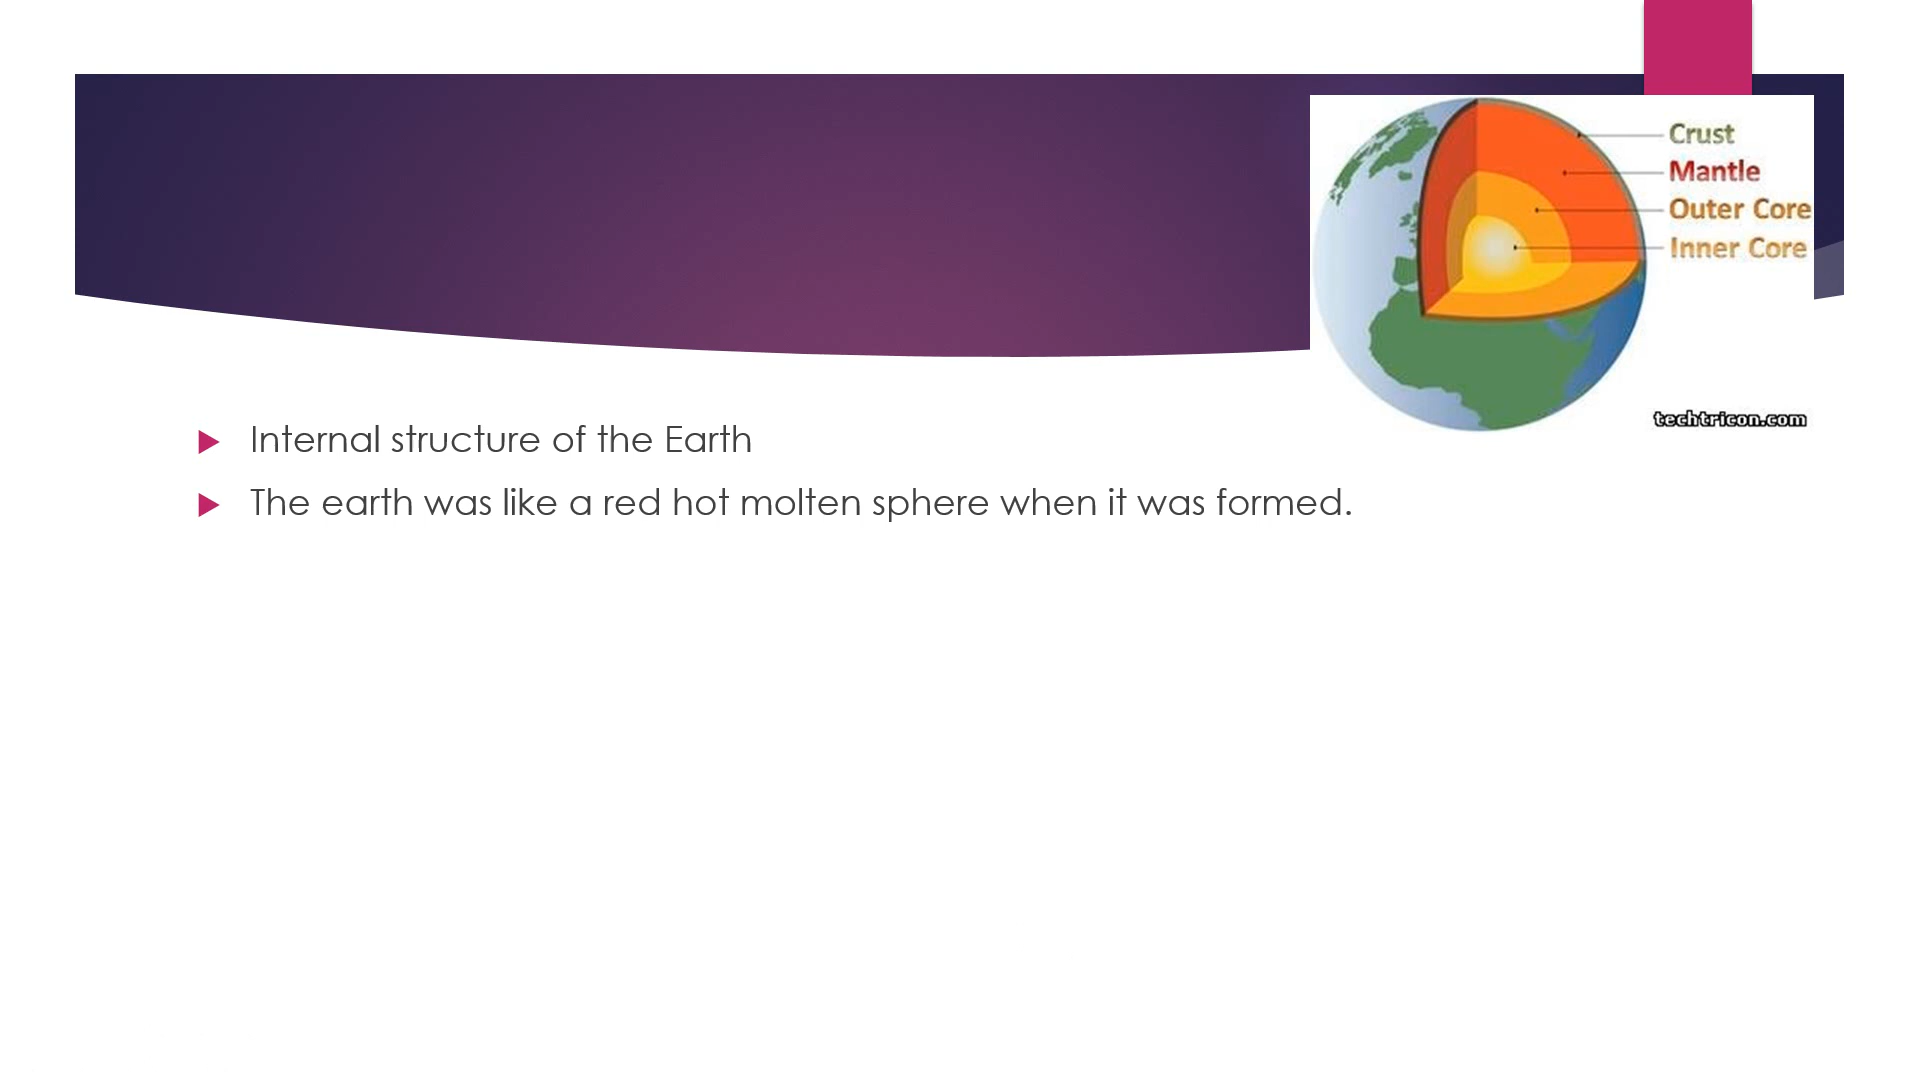 Crust
Mantle
Outer Core
Inner Core
techtricon.com
Internal structure of the Earth
The earth was like a red hot molten sphere when it was formed.